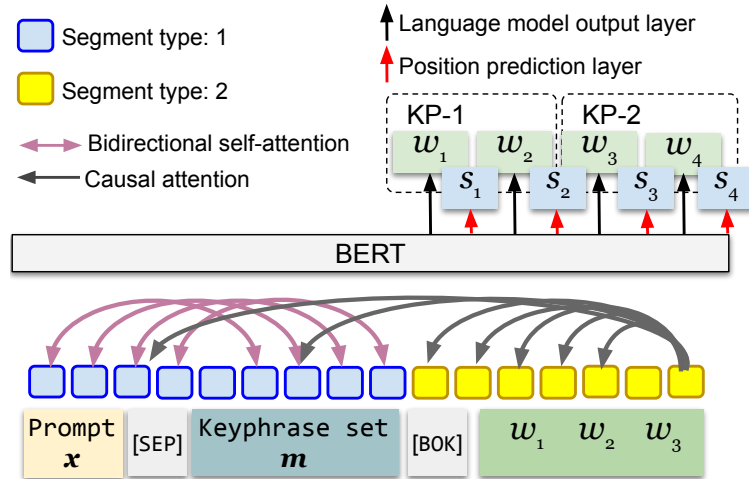 Segment type: 1
Segment type: 2
Bidirectional self-attention
Causal attention
Language model output layer
Position prediction layer
KP-1 KP-2
w₁ w₂ w₃ w₄
s₁ s₂ s₃ s₄
BERT
Prompt [SEP] Keyphrase set [BOK] w₁ w₂ w₃
x m